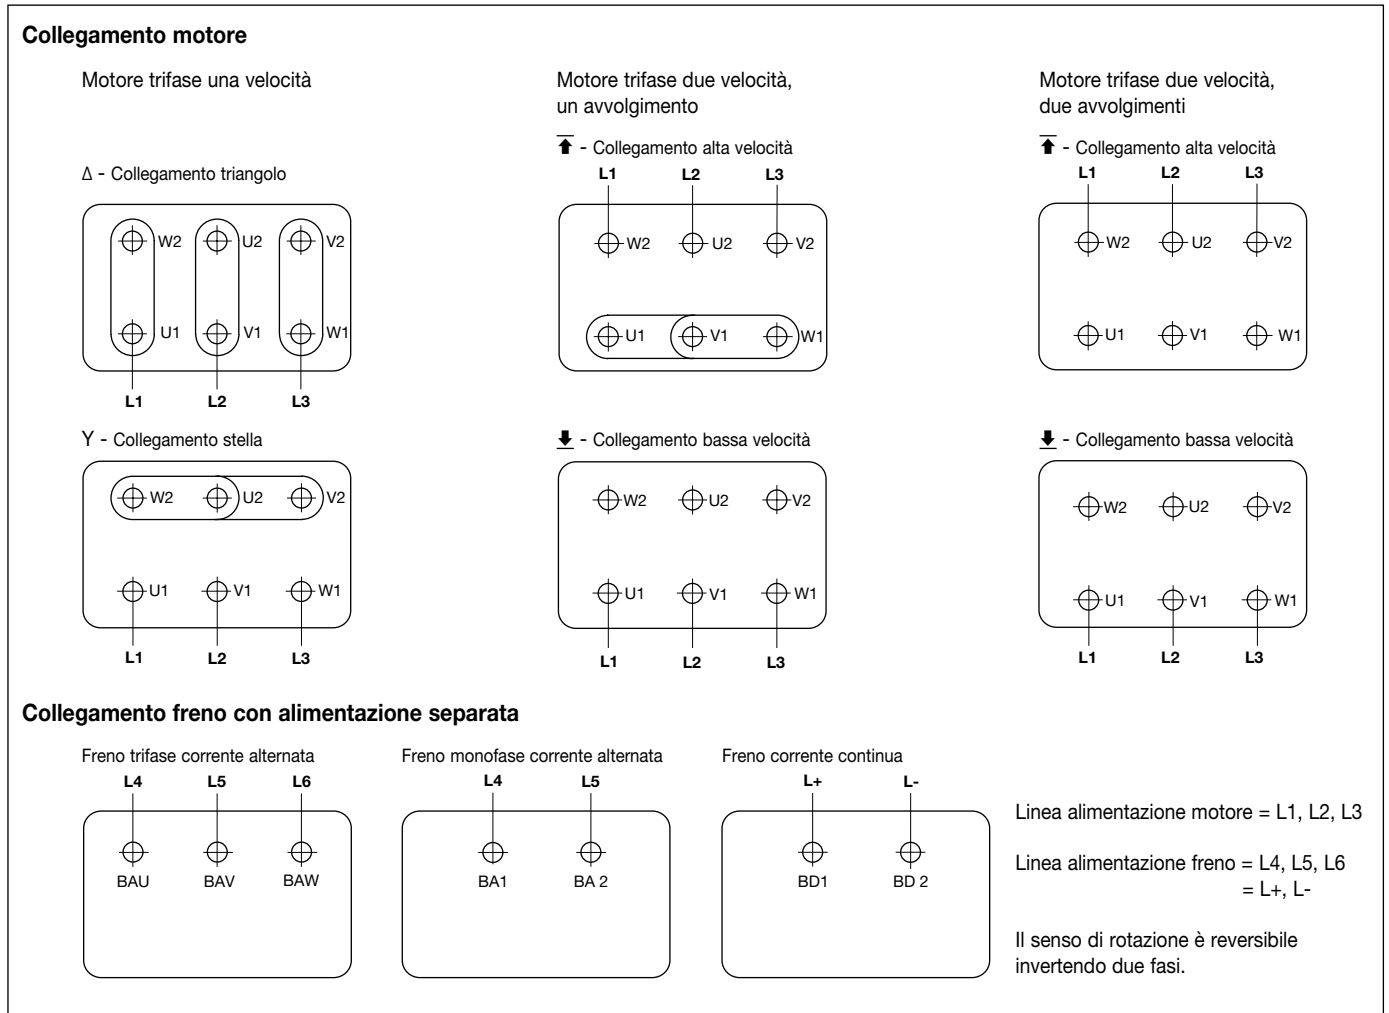 Collegamento motore
Motore trifase una velocità
Δ - Collegamento triangolo
W2 U2 V2
U1 V1 W1
L1 L2 L3
Y - Collegamento stella
W2 U2 V2
U1 V1 W1
L1 L2 L3
Motore trifase due velocità,
un avvolgimento
- Collegamento alta velocità
L1 L2 L3
W2 U2 V2
U1 V1 W1
- Collegamento bassa velocità
W2 U2 V2
U1 V1 W1
L1 L2 L3
Motore trifase due velocità,
due avvolgimenti
- Collegamento alta velocità
L1 L2 L3
W2 U2 V2
U1 V1 W1
- Collegamento bassa velocità
W2 U2 V2
U1 V1 W1
L1 L2 L3
Collegamento freno con alimentazione separata
Freno trifase corrente alternata
L4 L5 L6
BAU BAV BAW
Freno monofase corrente alternata
L4 L5
BA1 BA 2
Freno corrente continua
L+ L-
BD1 BD 2
Linea alimentazione motore = L1, L2, L3
Linea alimentazione freno = L4, L5, L6
= L+, L-
Il senso di rotazione è reversibile
invertendo due fasi.